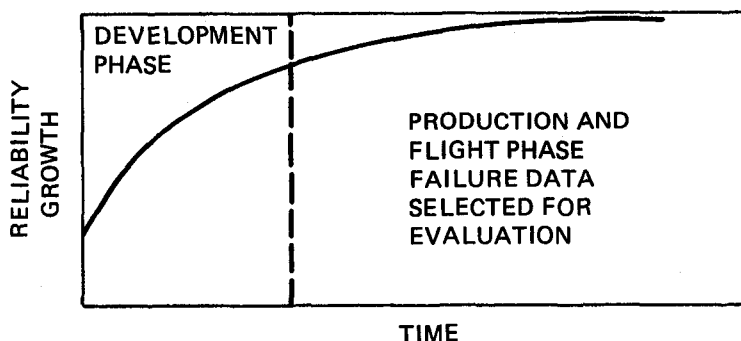 DEVELOPMENT
PHASE
RELIABILITY
GROWTH
PRODUCTION AND
FLIGHT PHASE
FAILURE DATA
SELECTED FOR
EVALUATION
TIME